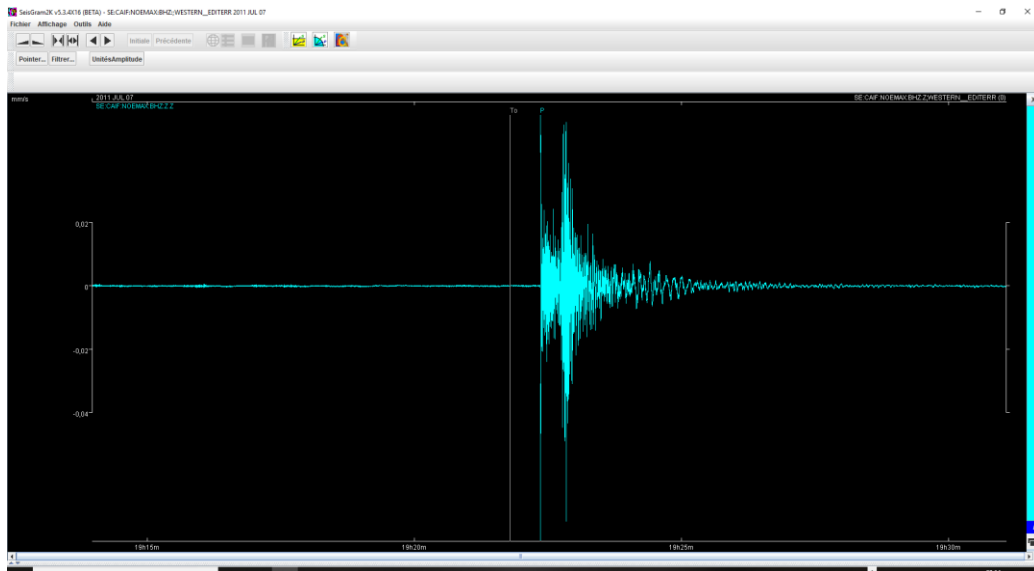 SeisGram2K v5.3.4X16 (BETA) - SE:CAIF:NOEMAX:BHZ:;WESTERN__EDITERR 2011 JUL 07
Fichier Affichage Outils Aide
Initiale Précédente
Pointer... Filtrer... UnitésAmplitude
mm/s 2011 JUL 07 SE:CAIF:NOEMAX:BHZ:Z;WESTERN__EDITERR (0)
SE:CAIF:NOEMAX:BHZ:Z:Z
To P
0,02
0
-0,02
-0,04
19h15m 19h20m 19h25m 19h30m